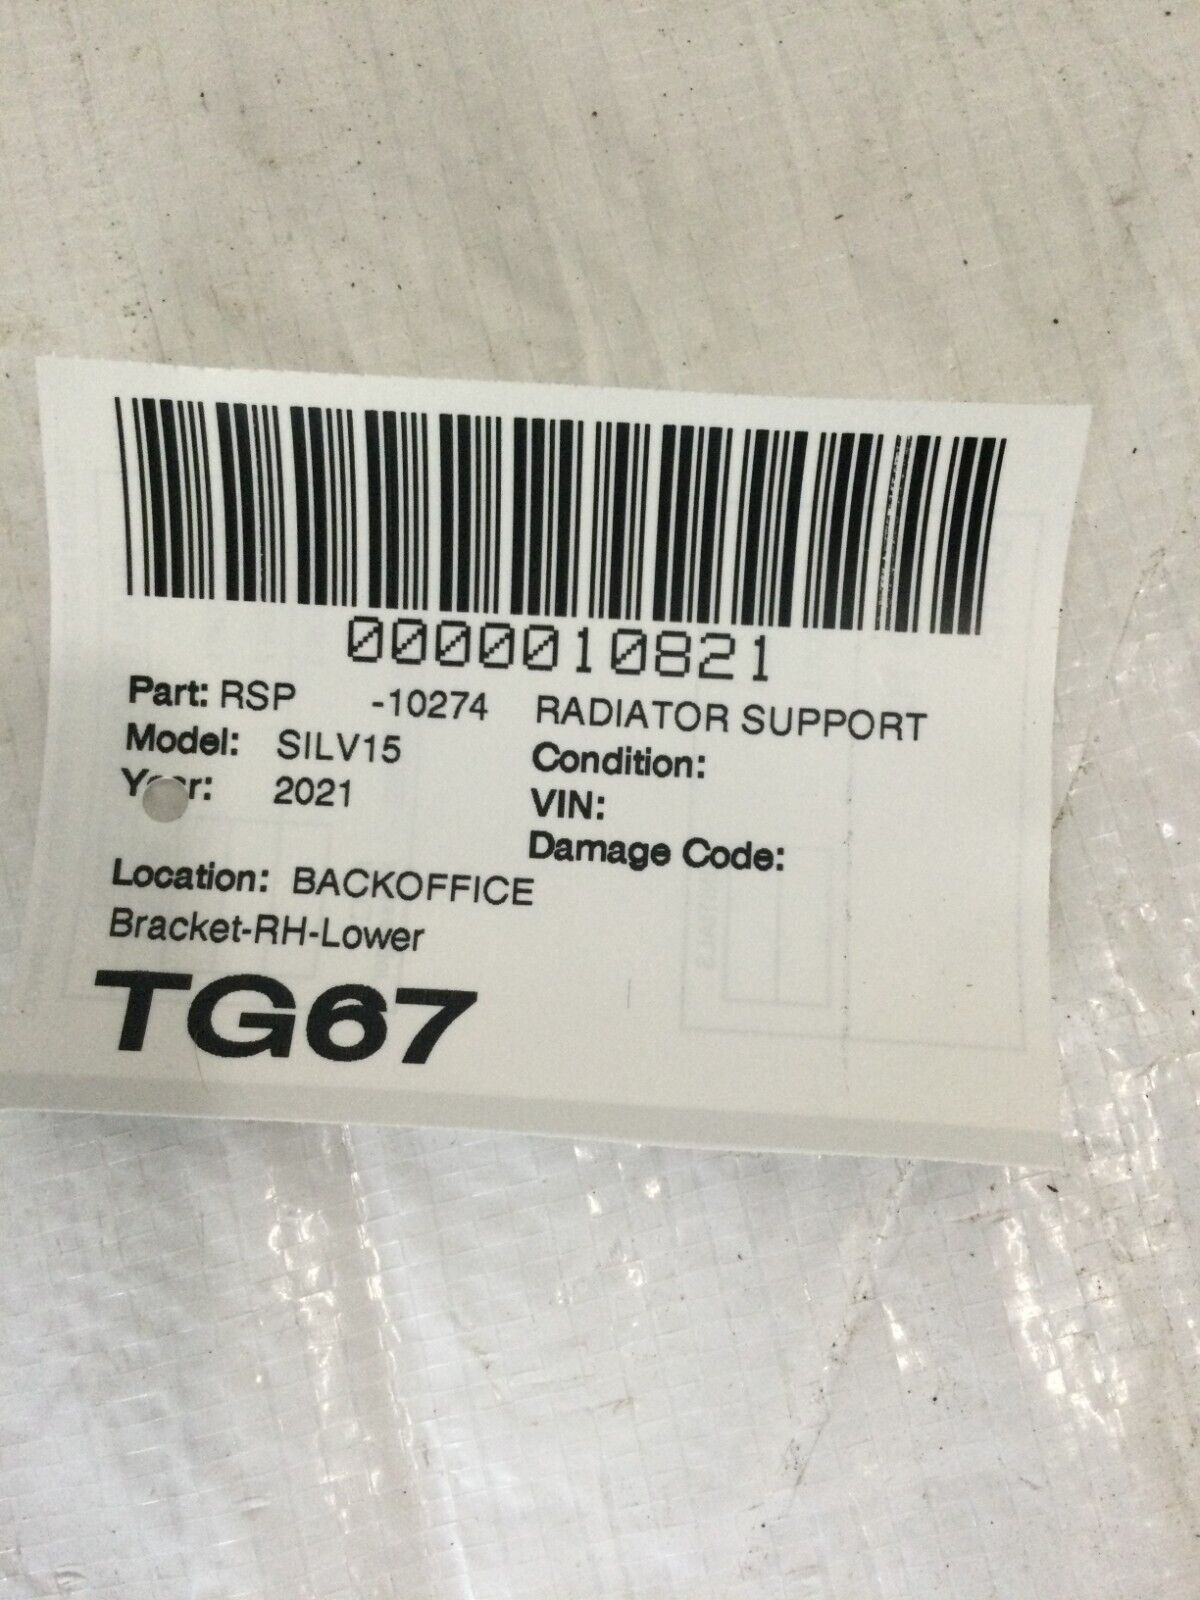 0000010821
Part: RSP -10274 RADIATOR SUPPORT
Model: SILV15 Condition:
Year: 2021 VIN:
Damage Code:
Location: BACKOFFICE
Bracket-RH-Lower
TG67